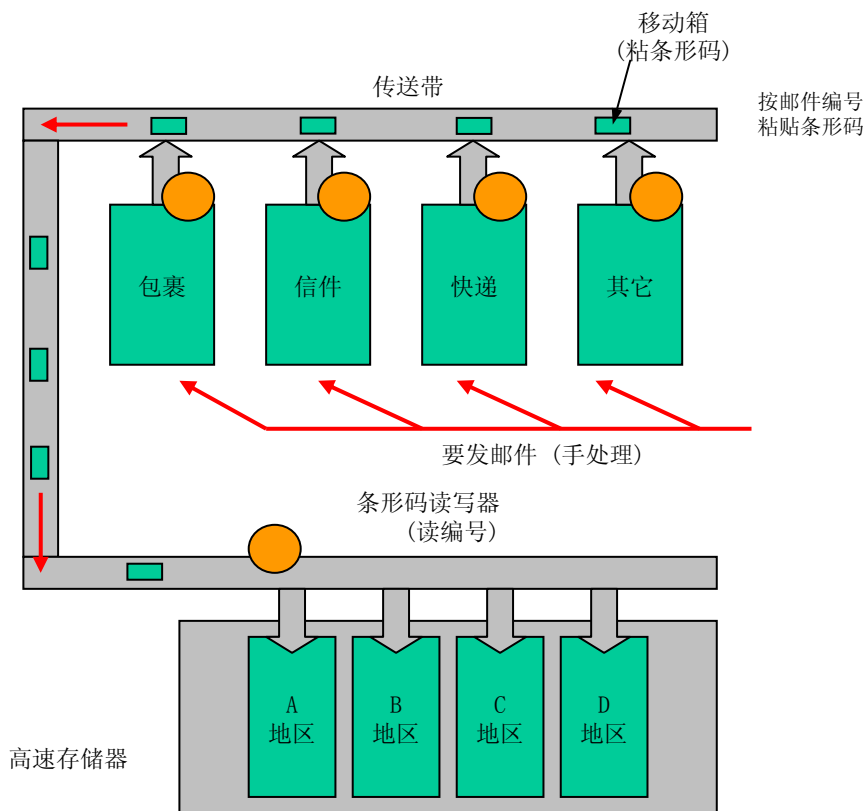 移动箱
(粘条形码)
传送带
按邮件编号
粘贴条形码
包裹
信件
快递
其它
要发邮件 (手处理)
条形码读写器
(读编号)
A
地区
B
地区
C
地区
D
地区
高速存储器